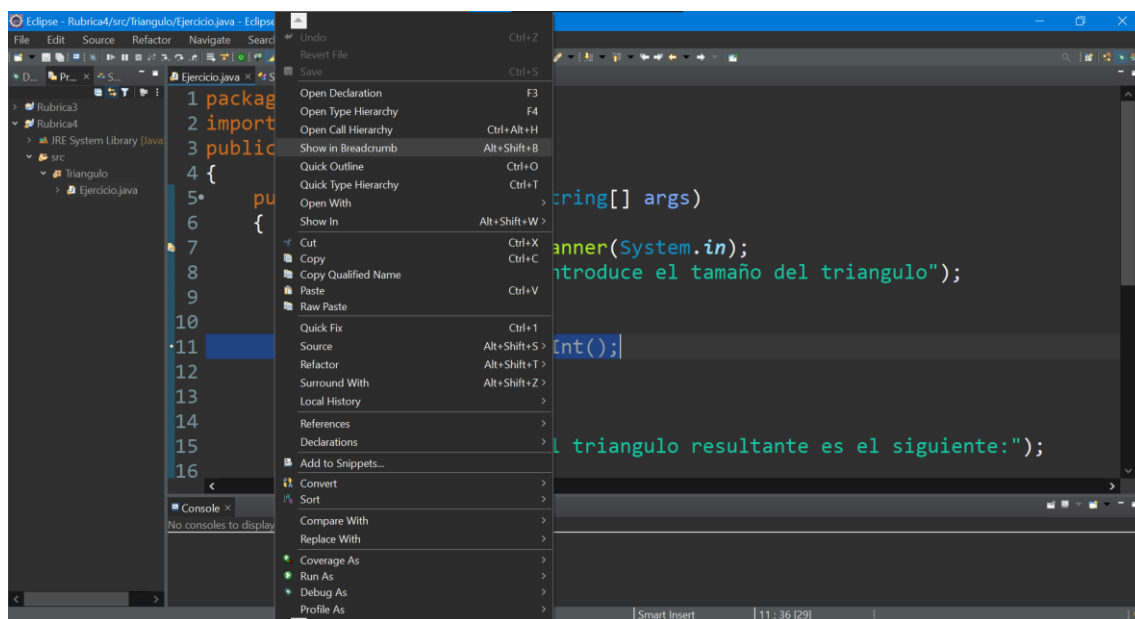 Eclipse - Rubrica4/src/Triangulo/Ejercicio.java - Eclipse
File Edit Source Refactor Navigate Search
D... Pr... × S...
Ejercicio.java ×
Rubrica3
Rubrica4
JRE System Library [Java
src
Triangulo
Ejercicio.java
1 packag
2 import
3 public
4 {
5 pu tring[] args)
6 {
7 anner(System.in);
8 ntroduce el tamaño del triangulo");
9
10
11 Int();
12
13
14
15 l triangulo resultante es el siguiente:");
16
Undo Ctrl+Z
Revert File
Save Ctrl+S
Open Declaration F3
Open Type Hierarchy F4
Open Call Hierarchy Ctrl+Alt+H
Show in Breadcrumb Alt+Shift+B
Quick Outline Ctrl+O
Quick Type Hierarchy Ctrl+T
Open With >
Show In Alt+Shift+W >
Cut Ctrl+X
Copy Ctrl+C
Copy Qualified Name
Paste Ctrl+V
Raw Paste
Quick Fix Ctrl+1
Source Alt+Shift+S >
Refactor Alt+Shift+T >
Surround With Alt+Shift+Z >
Local History >
References >
Declarations >
Add to Snippets...
Convert >
Sort >
Compare With >
Replace With >
Coverage As >
Run As >
Debug As >
Profile As >
Console ×
No consoles to display
Smart Insert 11 : 36 [29]